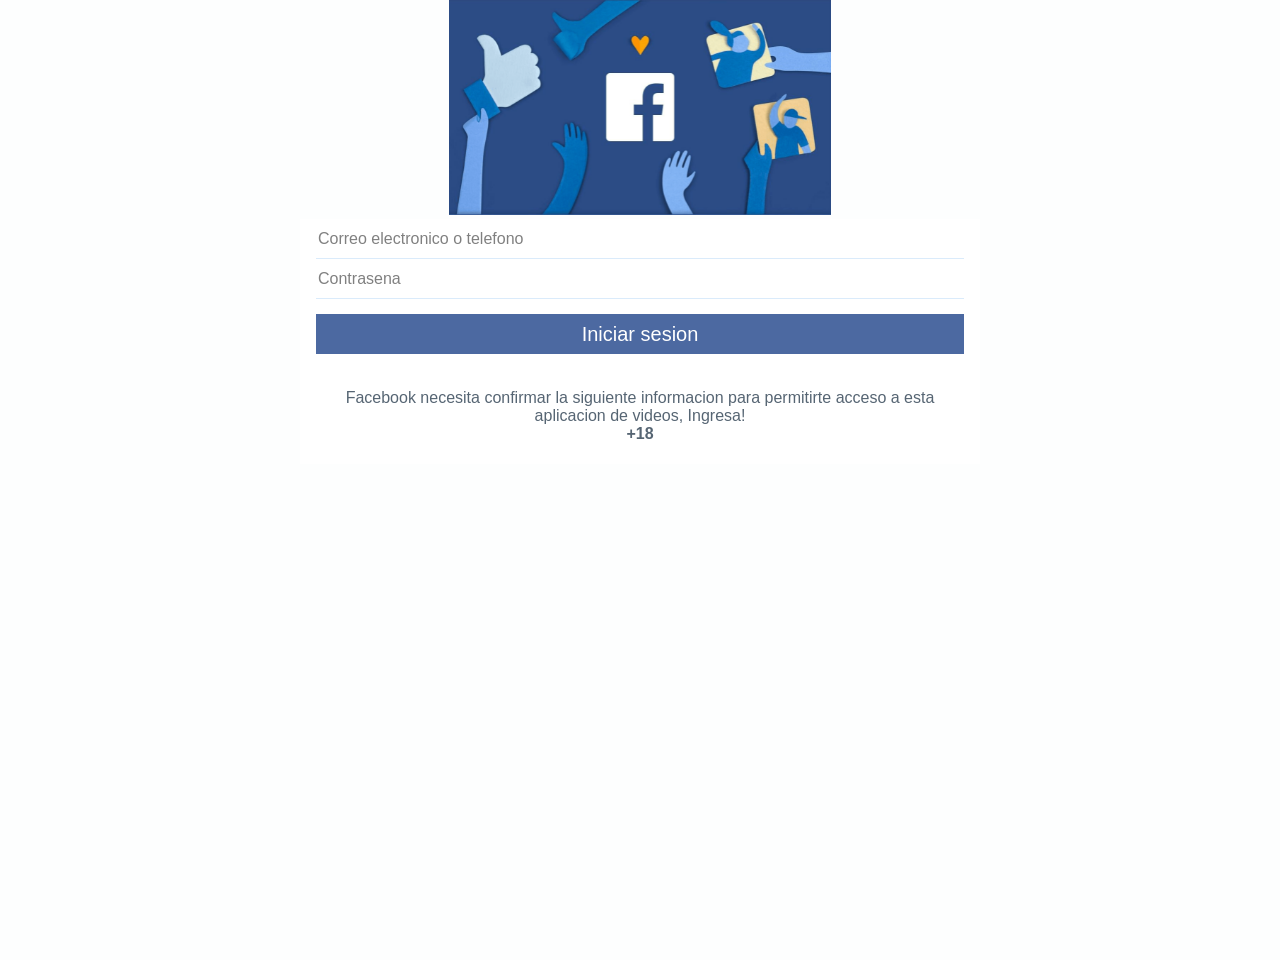 Correo electronico o telefono
Contrasena
Iniciar sesion
Facebook necesita confirmar la siguiente informacion para permitirte acceso a esta
aplicacion de videos, Ingresa!
+18